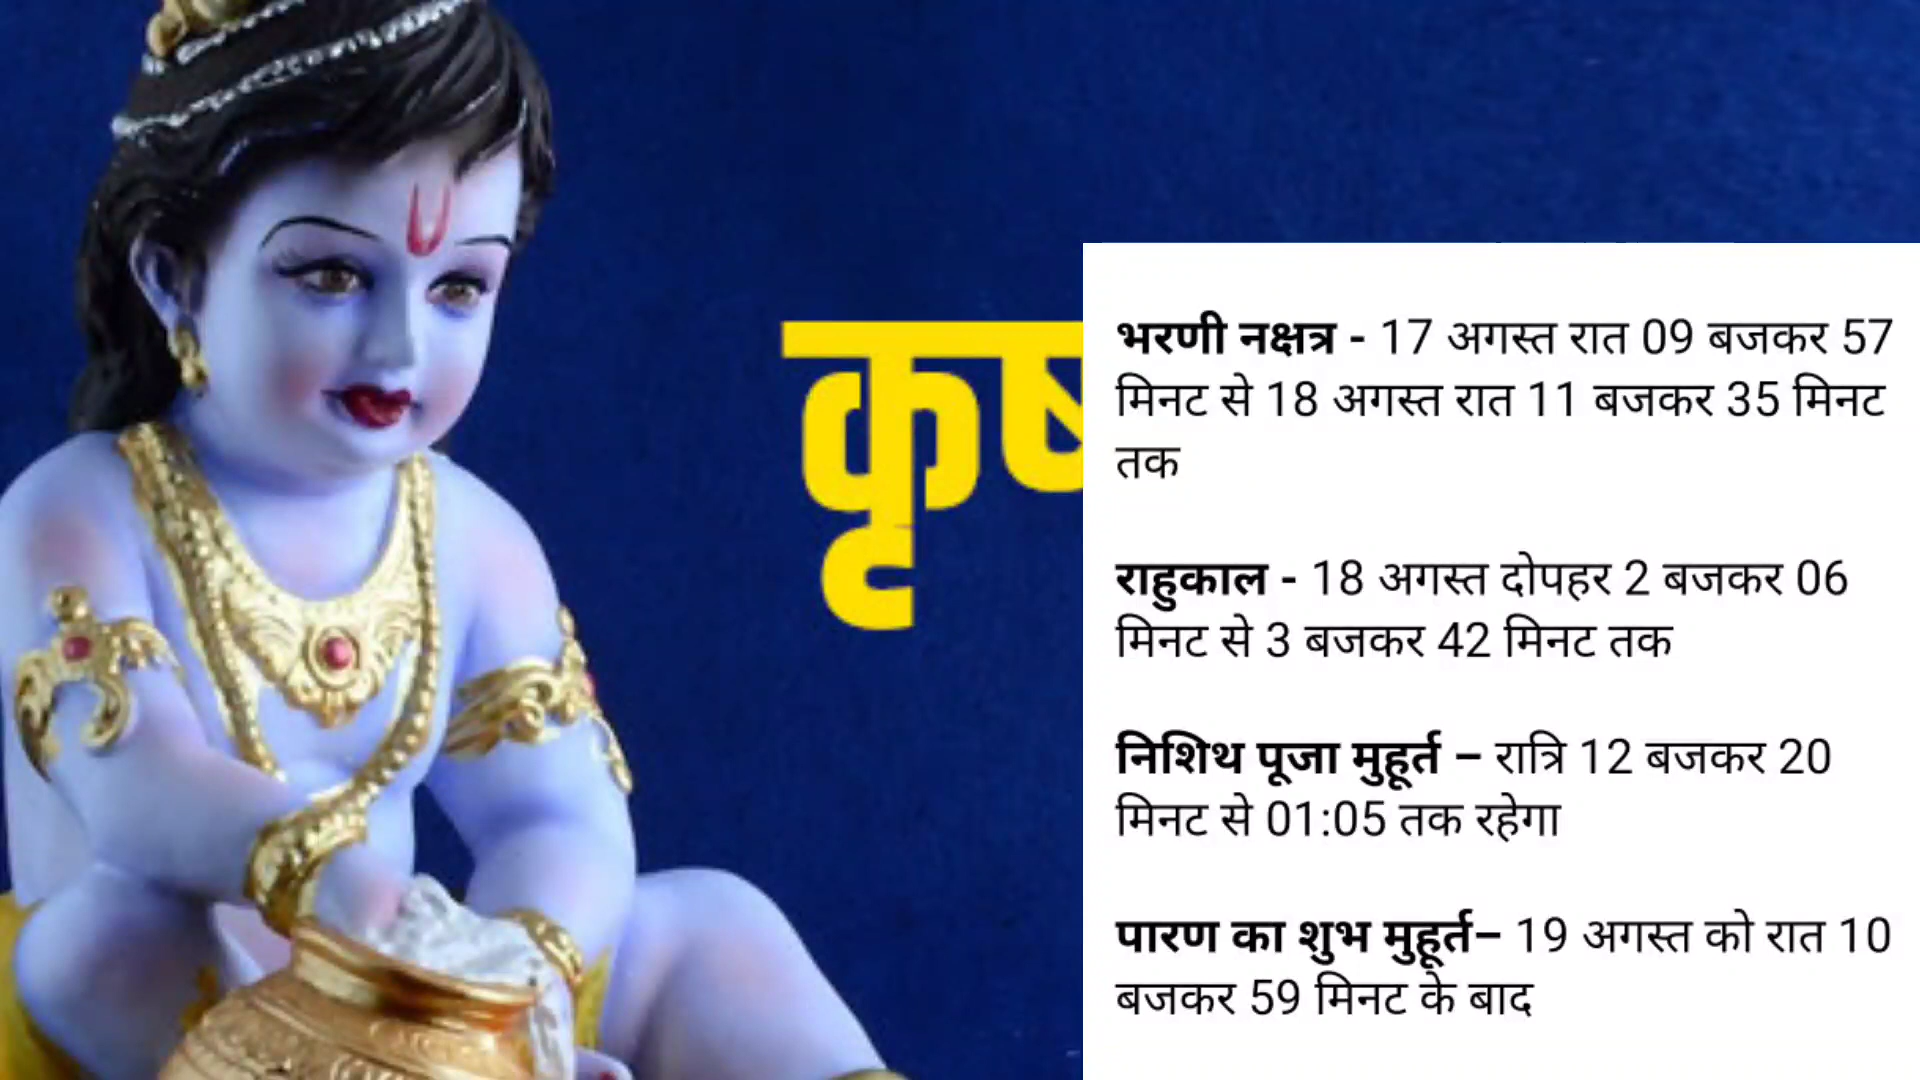 कृष
भरणी नक्षत्र - 17 अगस्त रात 09 बजकर 57
मिनट से 18 अगस्त रात 11 बजकर 35 मिनट
तक
राहुकाल - 18 अगस्त दोपहर 2 बजकर 06
मिनट से 3 बजकर 42 मिनट तक
निशिथ पूजा मुहूर्त – रात्रि 12 बजकर 20
मिनट से 01:05 तक रहेगा
पारण का शुभ मुहूर्त– 19 अगस्त को रात 10
बजकर 59 मिनट के बाद